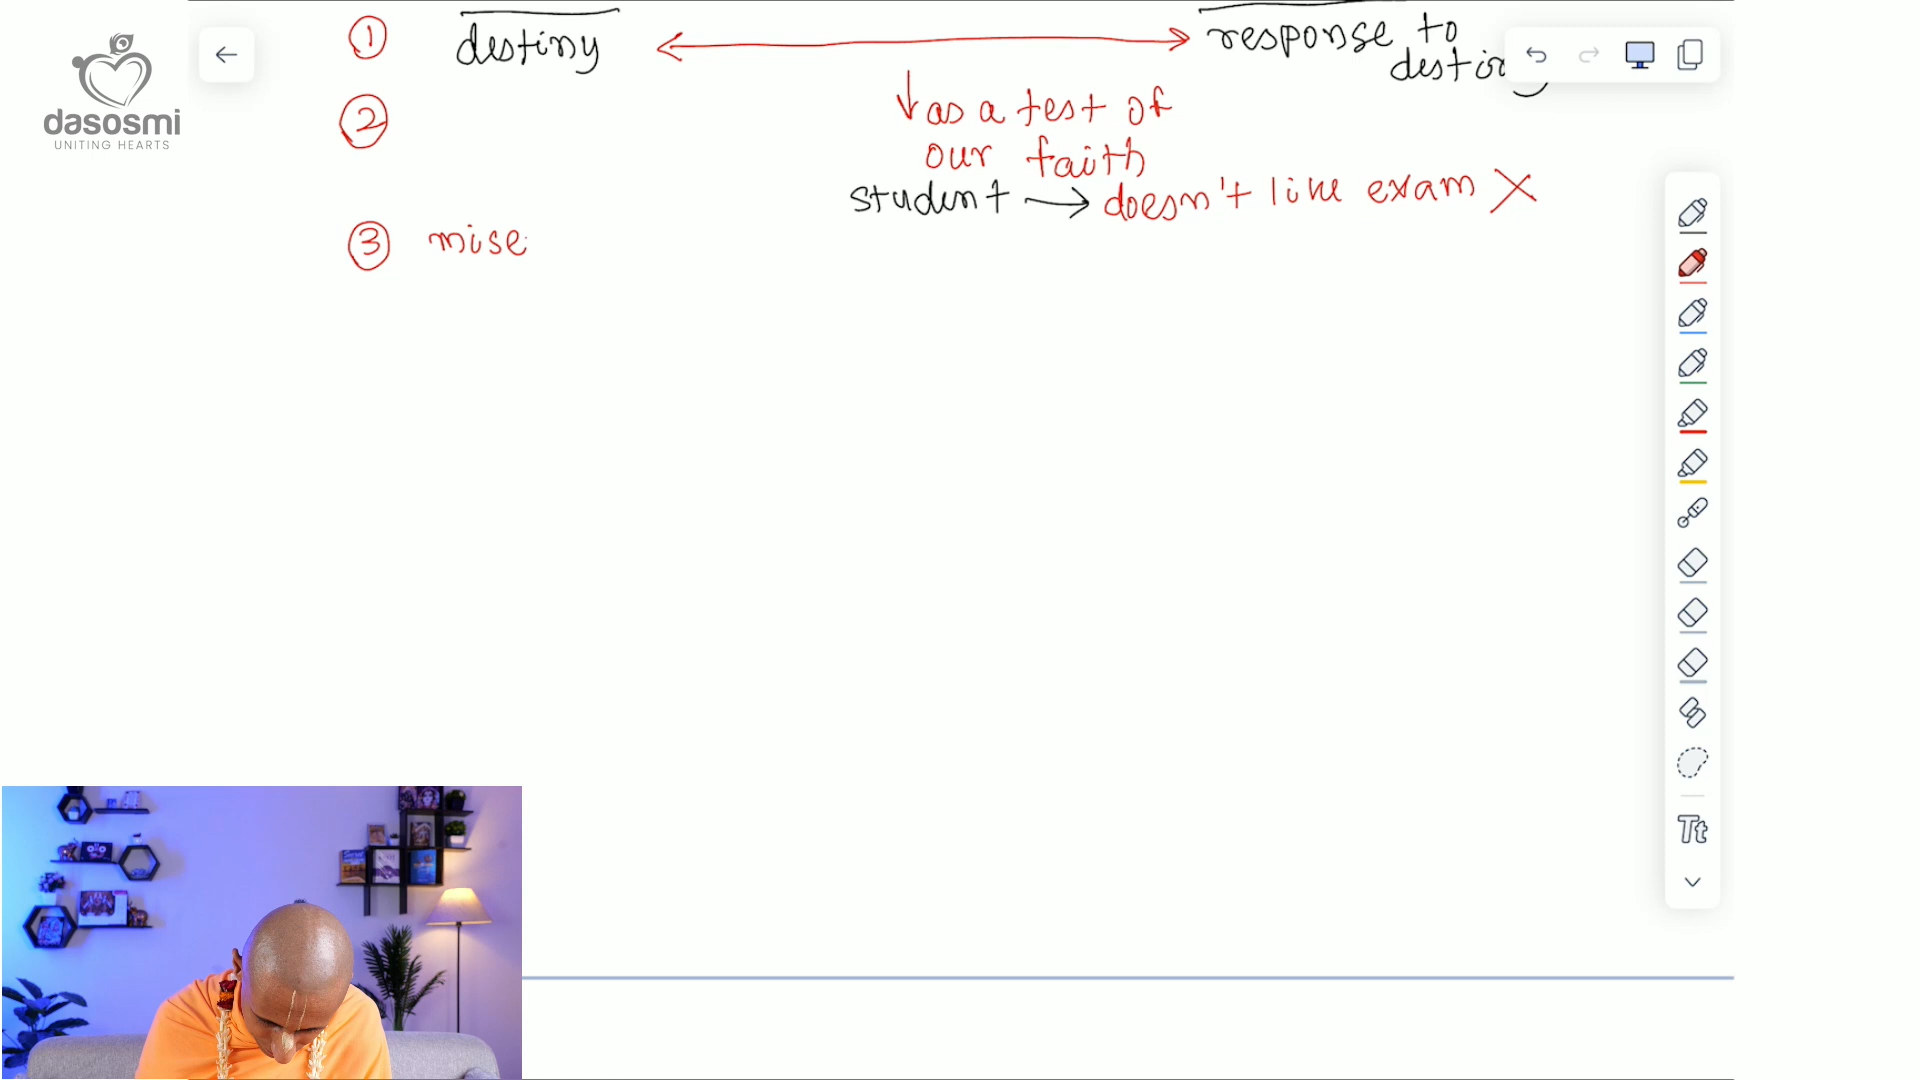 dasosmi
UNITING HEARTS
① destiny response to
destiny
② as a test of
our faith
student → doesn't like exam X
③ mise
Tt